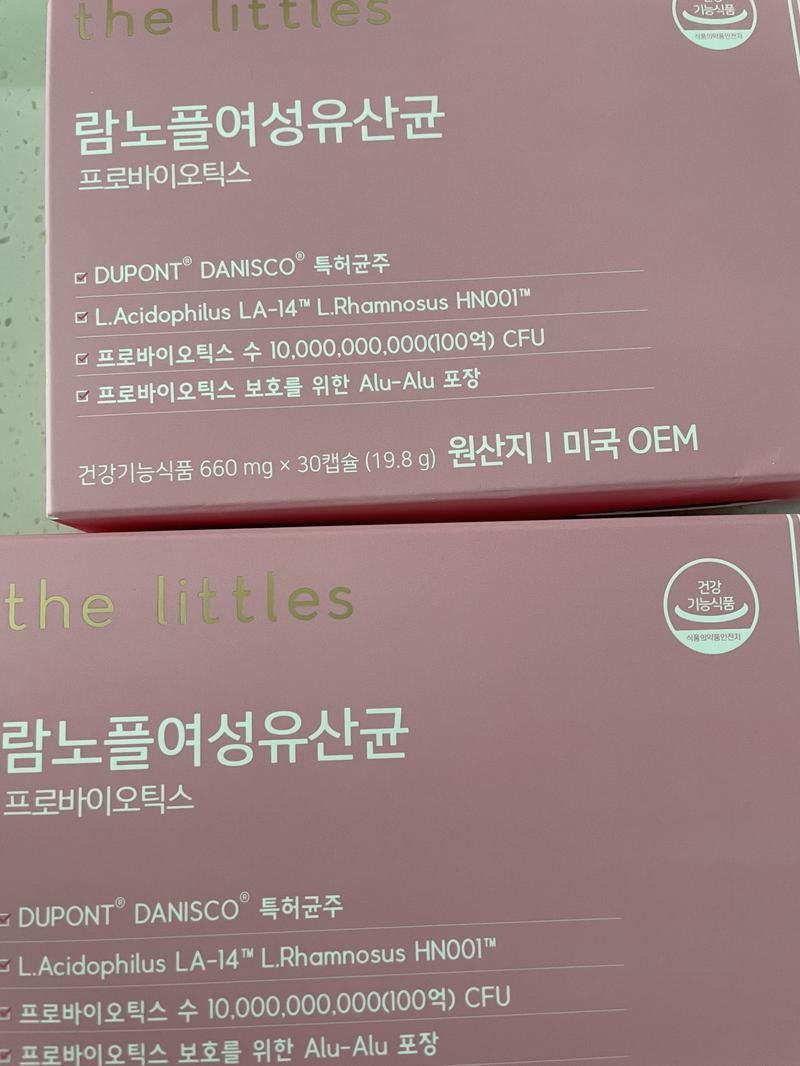 the littles
건강
기능식품
식품의약품안전처
람노플여성유산균
프로바이오틱스
DUPONT® DANISCO® 특허균주
L.Acidophilus LA-14™ L.Rhamnosus HN001™
프로바이오틱스 수 10,000,000,000(100억) CFU
프로바이오틱스 보호를 위한 Alu-Alu 포장
건강기능식품 660 mg × 30캡슐 (19.8 g) 원산지 | 미국 OEM
the littles
건강
기능식품
식품의약품안전처
람노플여성유산균
프로바이오틱스
DUPONT® DANISCO® 특허균주
L.Acidophilus LA-14™ L.Rhamnosus HN001™
프로바이오틱스 수 10,000,000,000(100억) CFU
프로바이오틱스 보호를 위한 Alu-Alu 포장